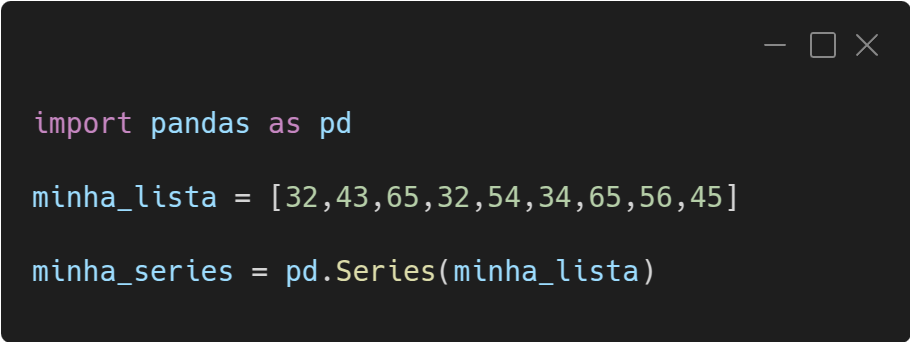 import pandas as pd
minha_lista = [32,43,65,32,54,34,65,56,45]
minha_series = pd.Series(minha_lista)